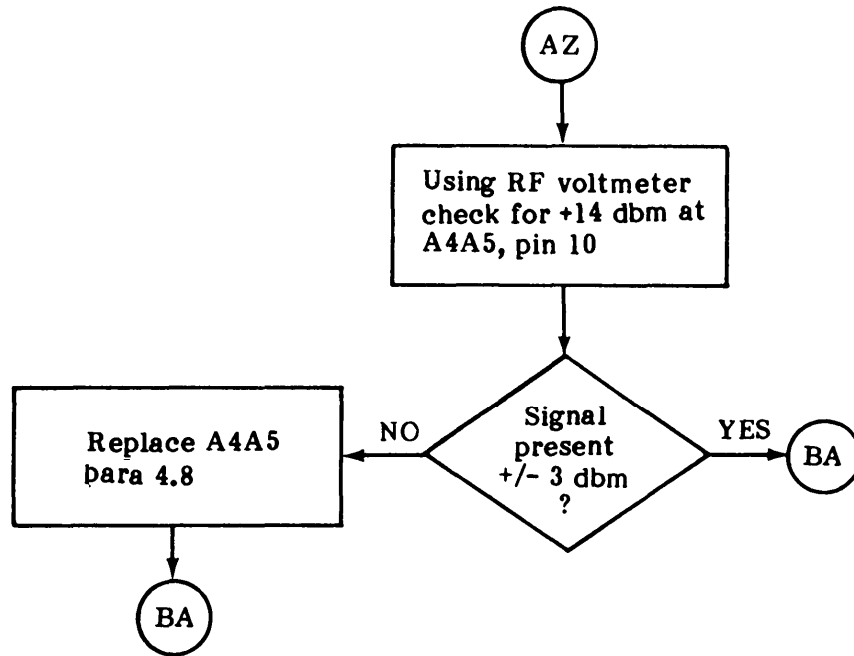 AZ
Using RF voltmeter
check for +14 dbm at
A4A5, pin 10
Signal
present
+/- 3 dbm
?
NO
YES
Replace A4A5
para 4.8
BA
BA